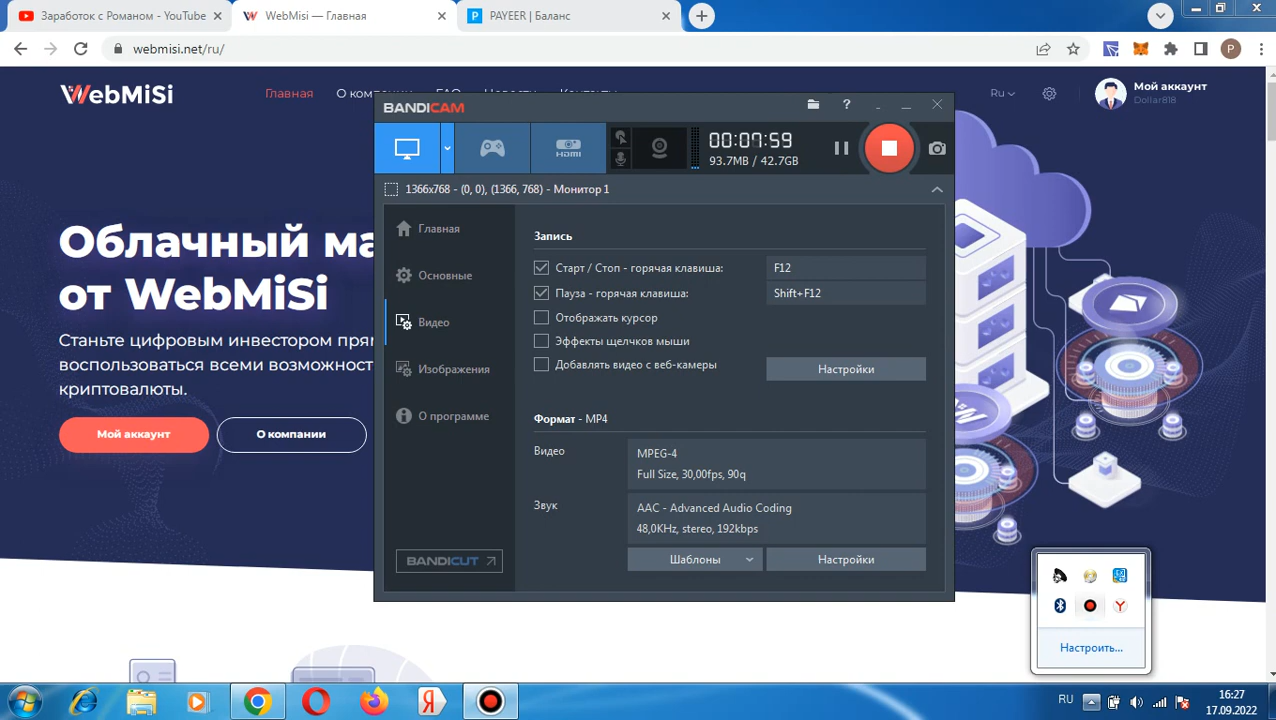 Заработок с Романом - YouTube
WebMisi — Главная
PAYEER | Баланс
webmisi.net/ru/
P
WebMiSi
Главная
FAQ
Ru
Мой аккаунт
Dollar818
BANDICAM
?
HDMI
00:07:59
93.7MB / 42.7GB
1366x768 - (0, 0), (1366, 768) - Монитор 1
Главная
Основные
Видео
Изображения
О программе
BANDICUT
Запись
Старт / Стоп - горячая клавиша:
F12
Пауза - горячая клавиша:
Shift+F12
Отображать курсор
Эффекты щелчков мыши
Добавлять видео с веб-камеры
Настройки
Формат - MP4
Видео
MPEG-4
Full Size, 30,00fps, 90q
Звук
AAC - Advanced Audio Coding
48,0KHz, stereo, 192kbps
Шаблоны
Настройки
Облачный ма
от WebMiSi
Станьте цифровым инвестором пря
воспользоваться всеми возможност
криптовалюты.
Мой аккаунт
О компании
Настроить...
RU
16:27
17.09.2022